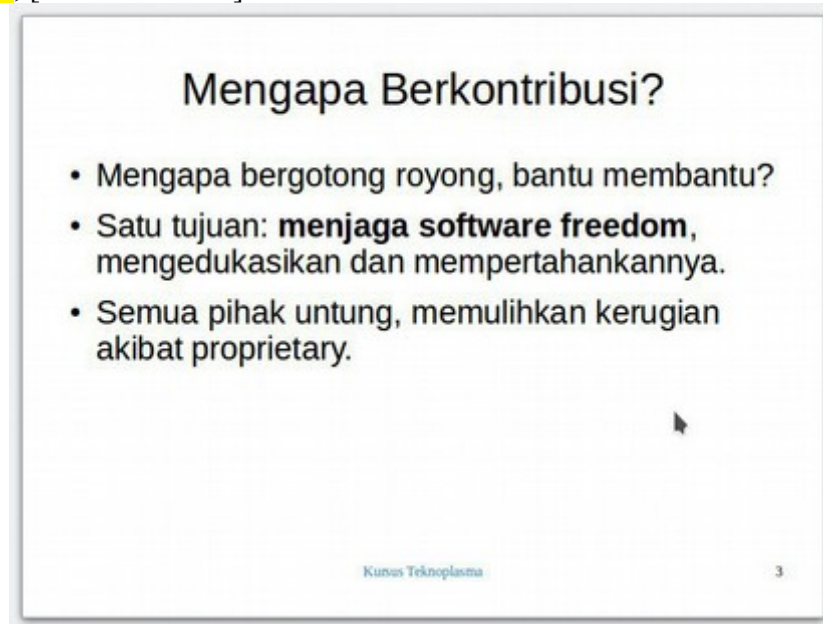 Mengapa Berkontribusi?
• Mengapa bergotong royong, bantu membantu?
• Satu tujuan: menjaga software freedom,
mengedukasikan dan mempertahankannya.
• Semua pihak untung, memulihkan kerugian
akibat proprietary.
Kursus Teknoplasma 3